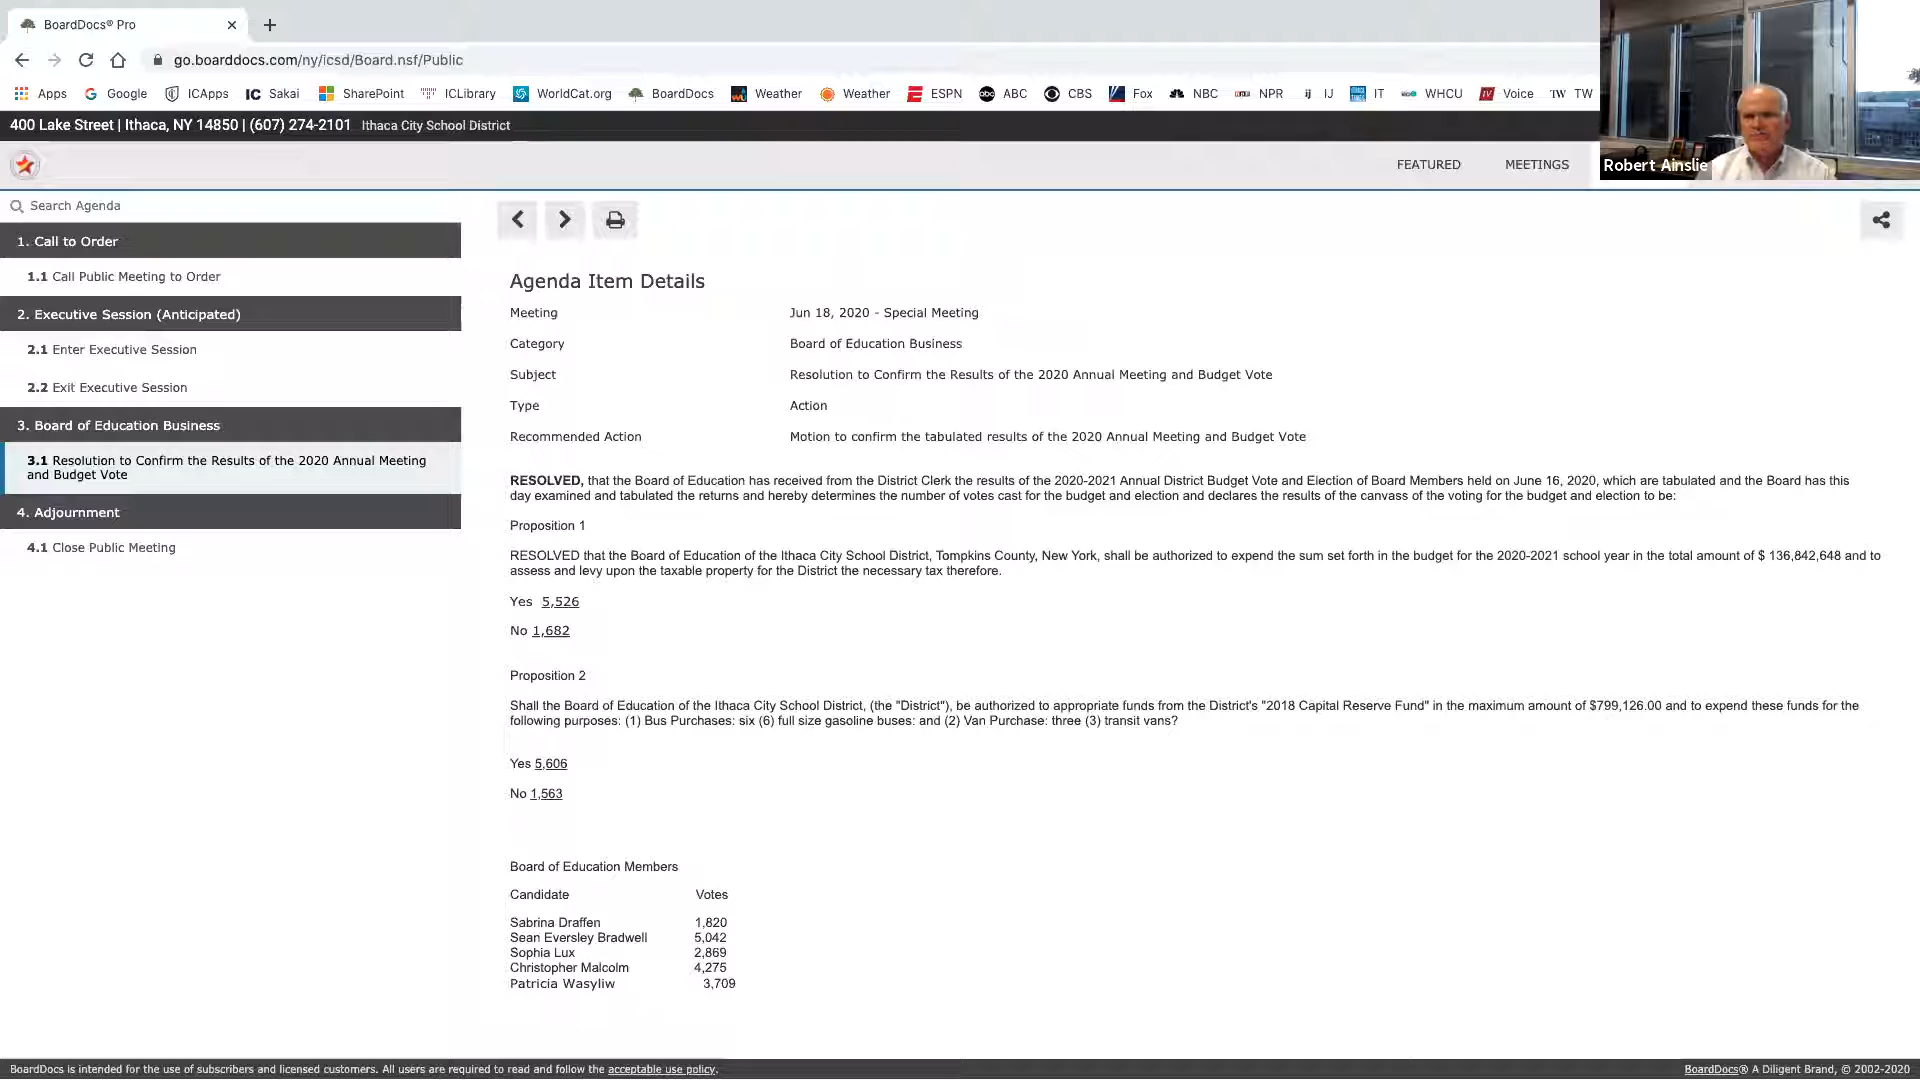 BoardDocs® Pro
go.boarddocs.com/ny/icsd/Board.nsf/Public
Apps Google ICApps IC Sakai SharePoint ICLibrary WorldCat.org BoardDocs Weather Weather ESPN abc ABC CBS Fox NBC NPR ij IJ IT WHCU IV Voice TW TW
400 Lake Street | Ithaca, NY 14850 | (607) 274-2101 Ithaca City School District
FEATURED MEETINGS
Robert Ainslie
Search Agenda
1. Call to Order
1.1 Call Public Meeting to Order
2. Executive Session (Anticipated)
2.1 Enter Executive Session
2.2 Exit Executive Session
3. Board of Education Business
3.1 Resolution to Confirm the Results of the 2020 Annual Meeting
and Budget Vote
4. Adjournment
4.1 Close Public Meeting
Agenda Item Details
Meeting Jun 18, 2020 - Special Meeting
Category Board of Education Business
Subject Resolution to Confirm the Results of the 2020 Annual Meeting and Budget Vote
Type Action
Recommended Action Motion to confirm the tabulated results of the 2020 Annual Meeting and Budget Vote
RESOLVED, that the Board of Education has received from the District Clerk the results of the 2020-2021 Annual District Budget Vote and Election of Board Members held on June 16, 2020, which are tabulated and the Board has this
day examined and tabulated the returns and hereby determines the number of votes cast for the budget and election and declares the results of the canvass of the voting for the budget and election to be:
Proposition 1
RESOLVED that the Board of Education of the Ithaca City School District, Tompkins County, New York, shall be authorized to expend the sum set forth in the budget for the 2020-2021 school year in the total amount of $ 136,842,648 and to
assess and levy upon the taxable property for the District the necessary tax therefore.
Yes 5,526
No 1,682
Proposition 2
Shall the Board of Education of the Ithaca City School District, (the "District"), be authorized to appropriate funds from the District's "2018 Capital Reserve Fund" in the maximum amount of $799,126.00 and to expend these funds for the
following purposes: (1) Bus Purchases: six (6) full size gasoline buses: and (2) Van Purchase: three (3) transit vans?
Yes 5,606
No 1,563
Board of Education Members
Candidate Votes
Sabrina Draffen 1,820
Sean Eversley Bradwell 5,042
Sophia Lux 2,869
Christopher Malcolm 4,275
Patricia Wasyliw 3,709
BoardDocs is intended for the use of subscribers and licensed customers. All users are required to read and follow the acceptable use policy.
BoardDocs® A Diligent Brand, © 2002-2020